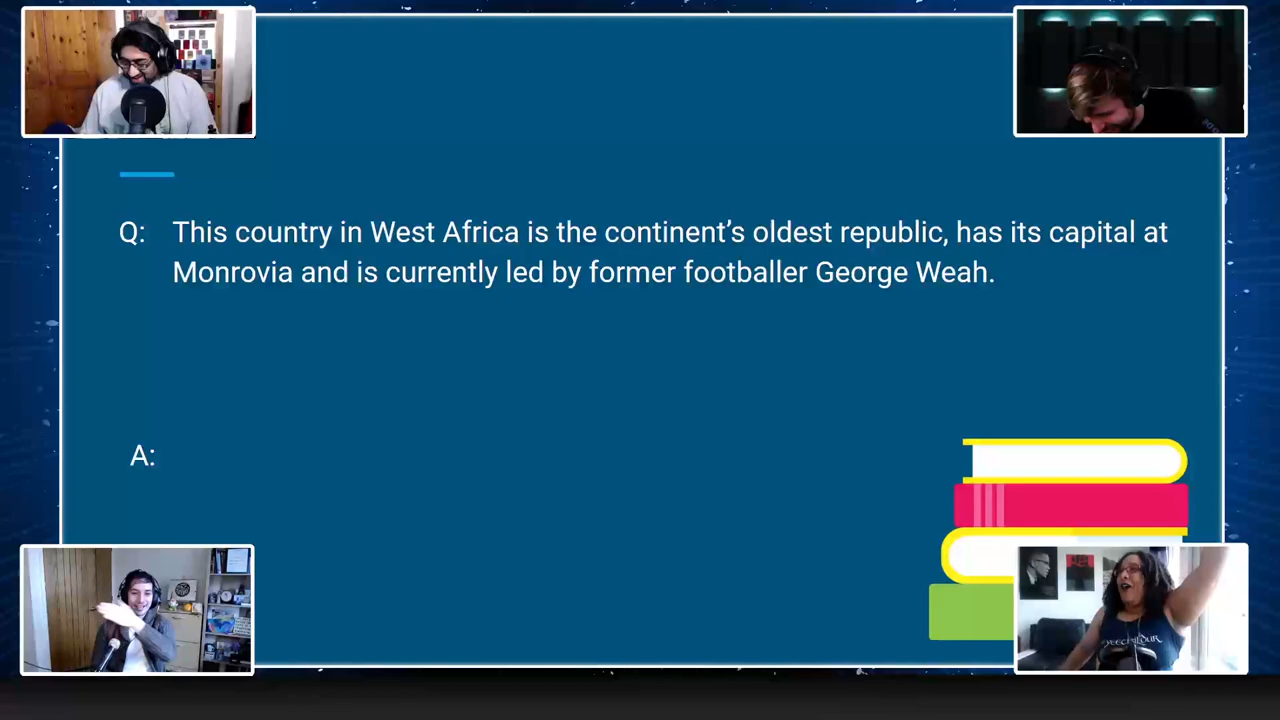 Q: This country in West Africa is the continent’s oldest republic, has its capital at
Monrovia and is currently led by former footballer George Weah.
A: